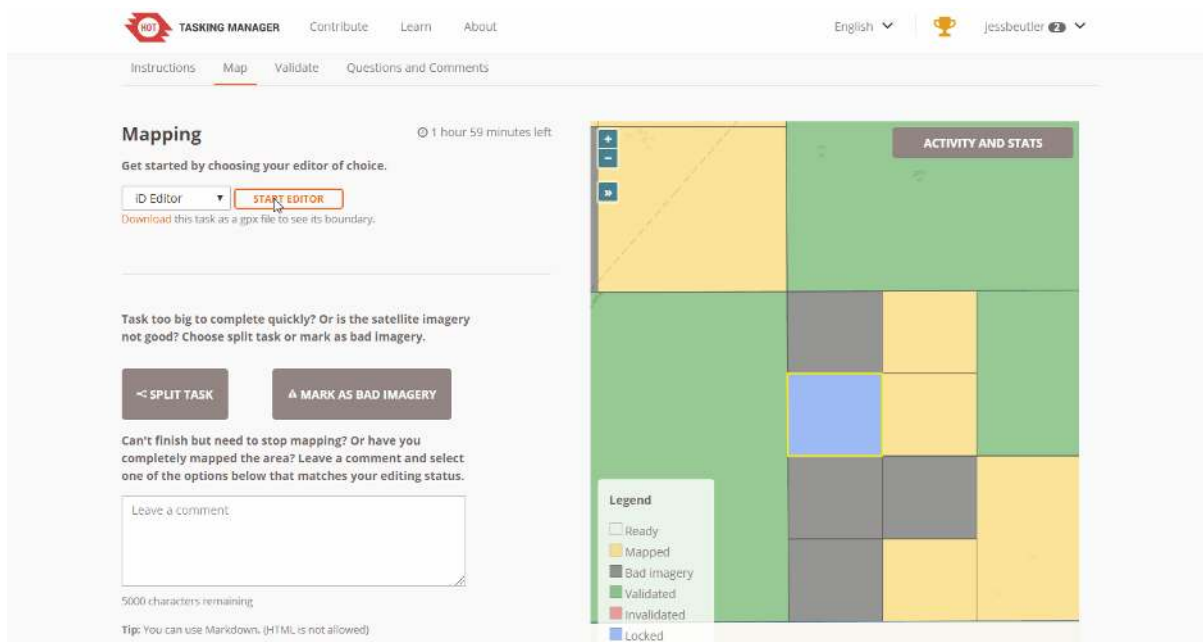 HOT TASKING MANAGER Contribute Learn About English jessbeutler 2
Instructions Map Validate Questions and Comments
Mapping
1 hour 59 minutes left
Get started by choosing your editor of choice.
iD Editor START EDITOR
Download this task as a gpx file to see its boundary.
Task too big to complete quickly? Or is the satellite imagery
not good? Choose split task or mark as bad imagery.
SPLIT TASK MARK AS BAD IMAGERY
Can't finish but need to stop mapping? Or have you
completely mapped the area? Leave a comment and select
one of the options below that matches your editing status.
Leave a comment
5000 characters remaining
Tip: You can use Markdown. (HTML is not allowed)
+
−
»
ACTIVITY AND STATS
Legend
Ready
Mapped
Bad imagery
Validated
Invalidated
Locked